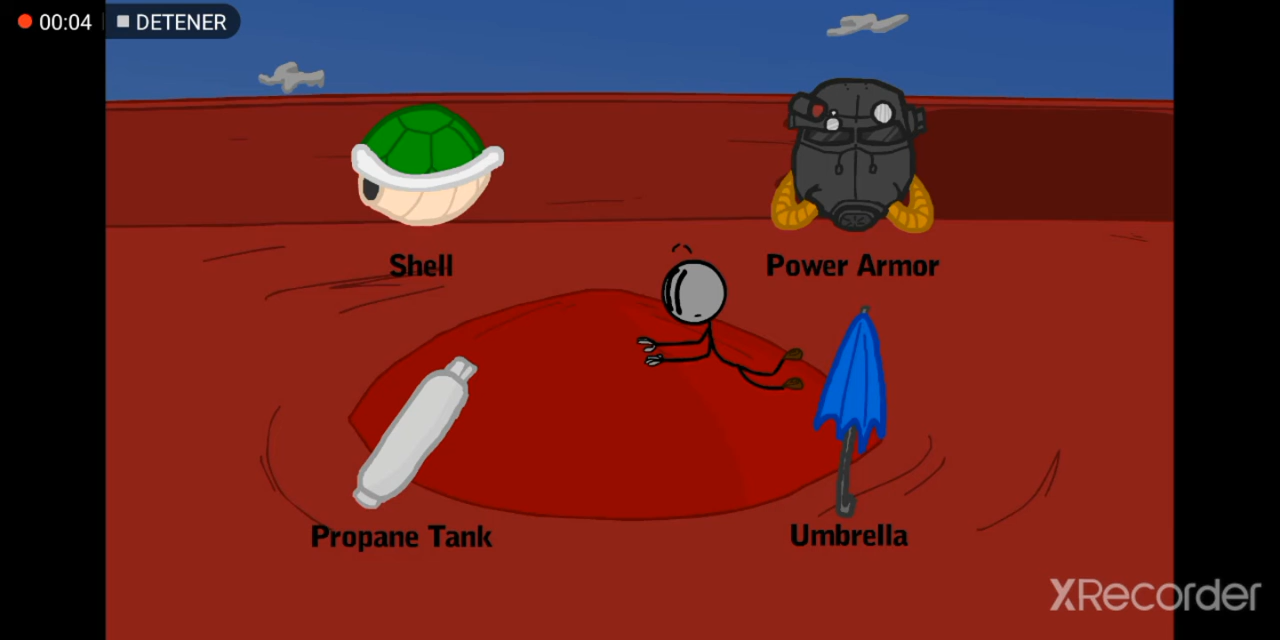 00:04 DETENER
Shell
Power Armor
Propane Tank
Umbrella
XRecorder